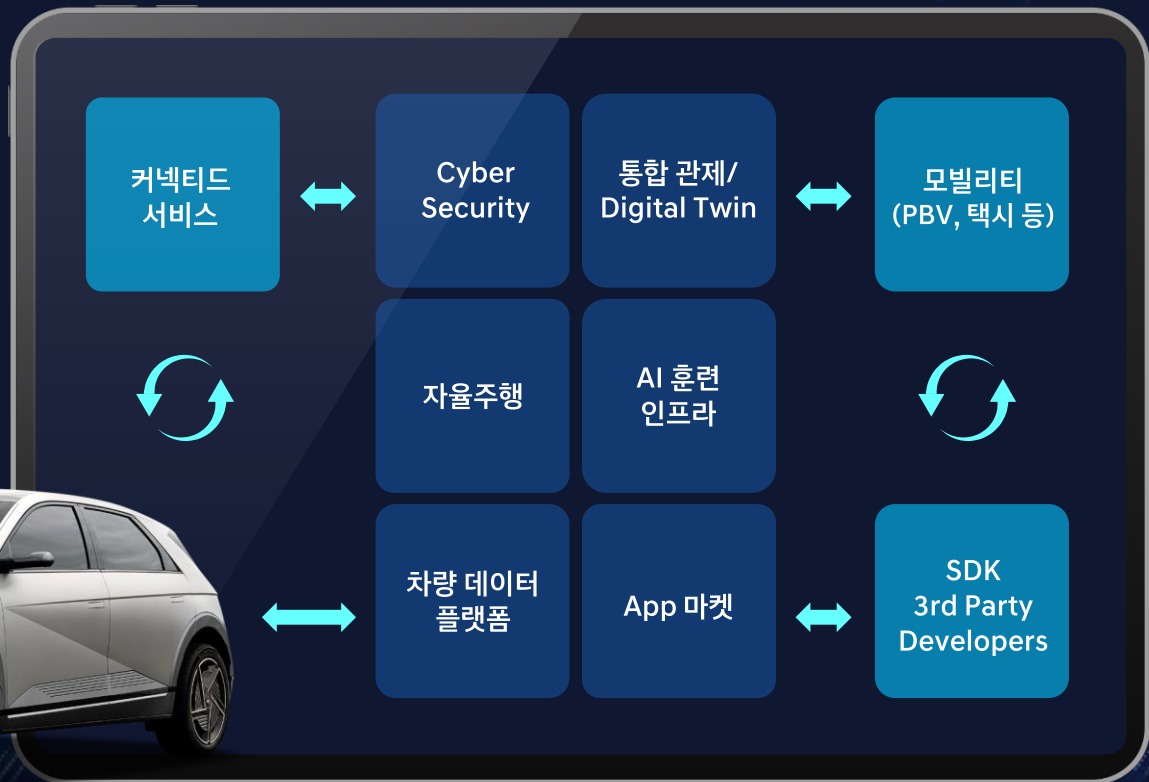 커넥티드
서비스
Cyber
Security
통합 관제/
Digital Twin
모빌리티
(PBV, 택시 등)
자율주행
AI 훈련
인프라
차량 데이터
플랫폼
App 마켓
SDK
3rd Party
Developers